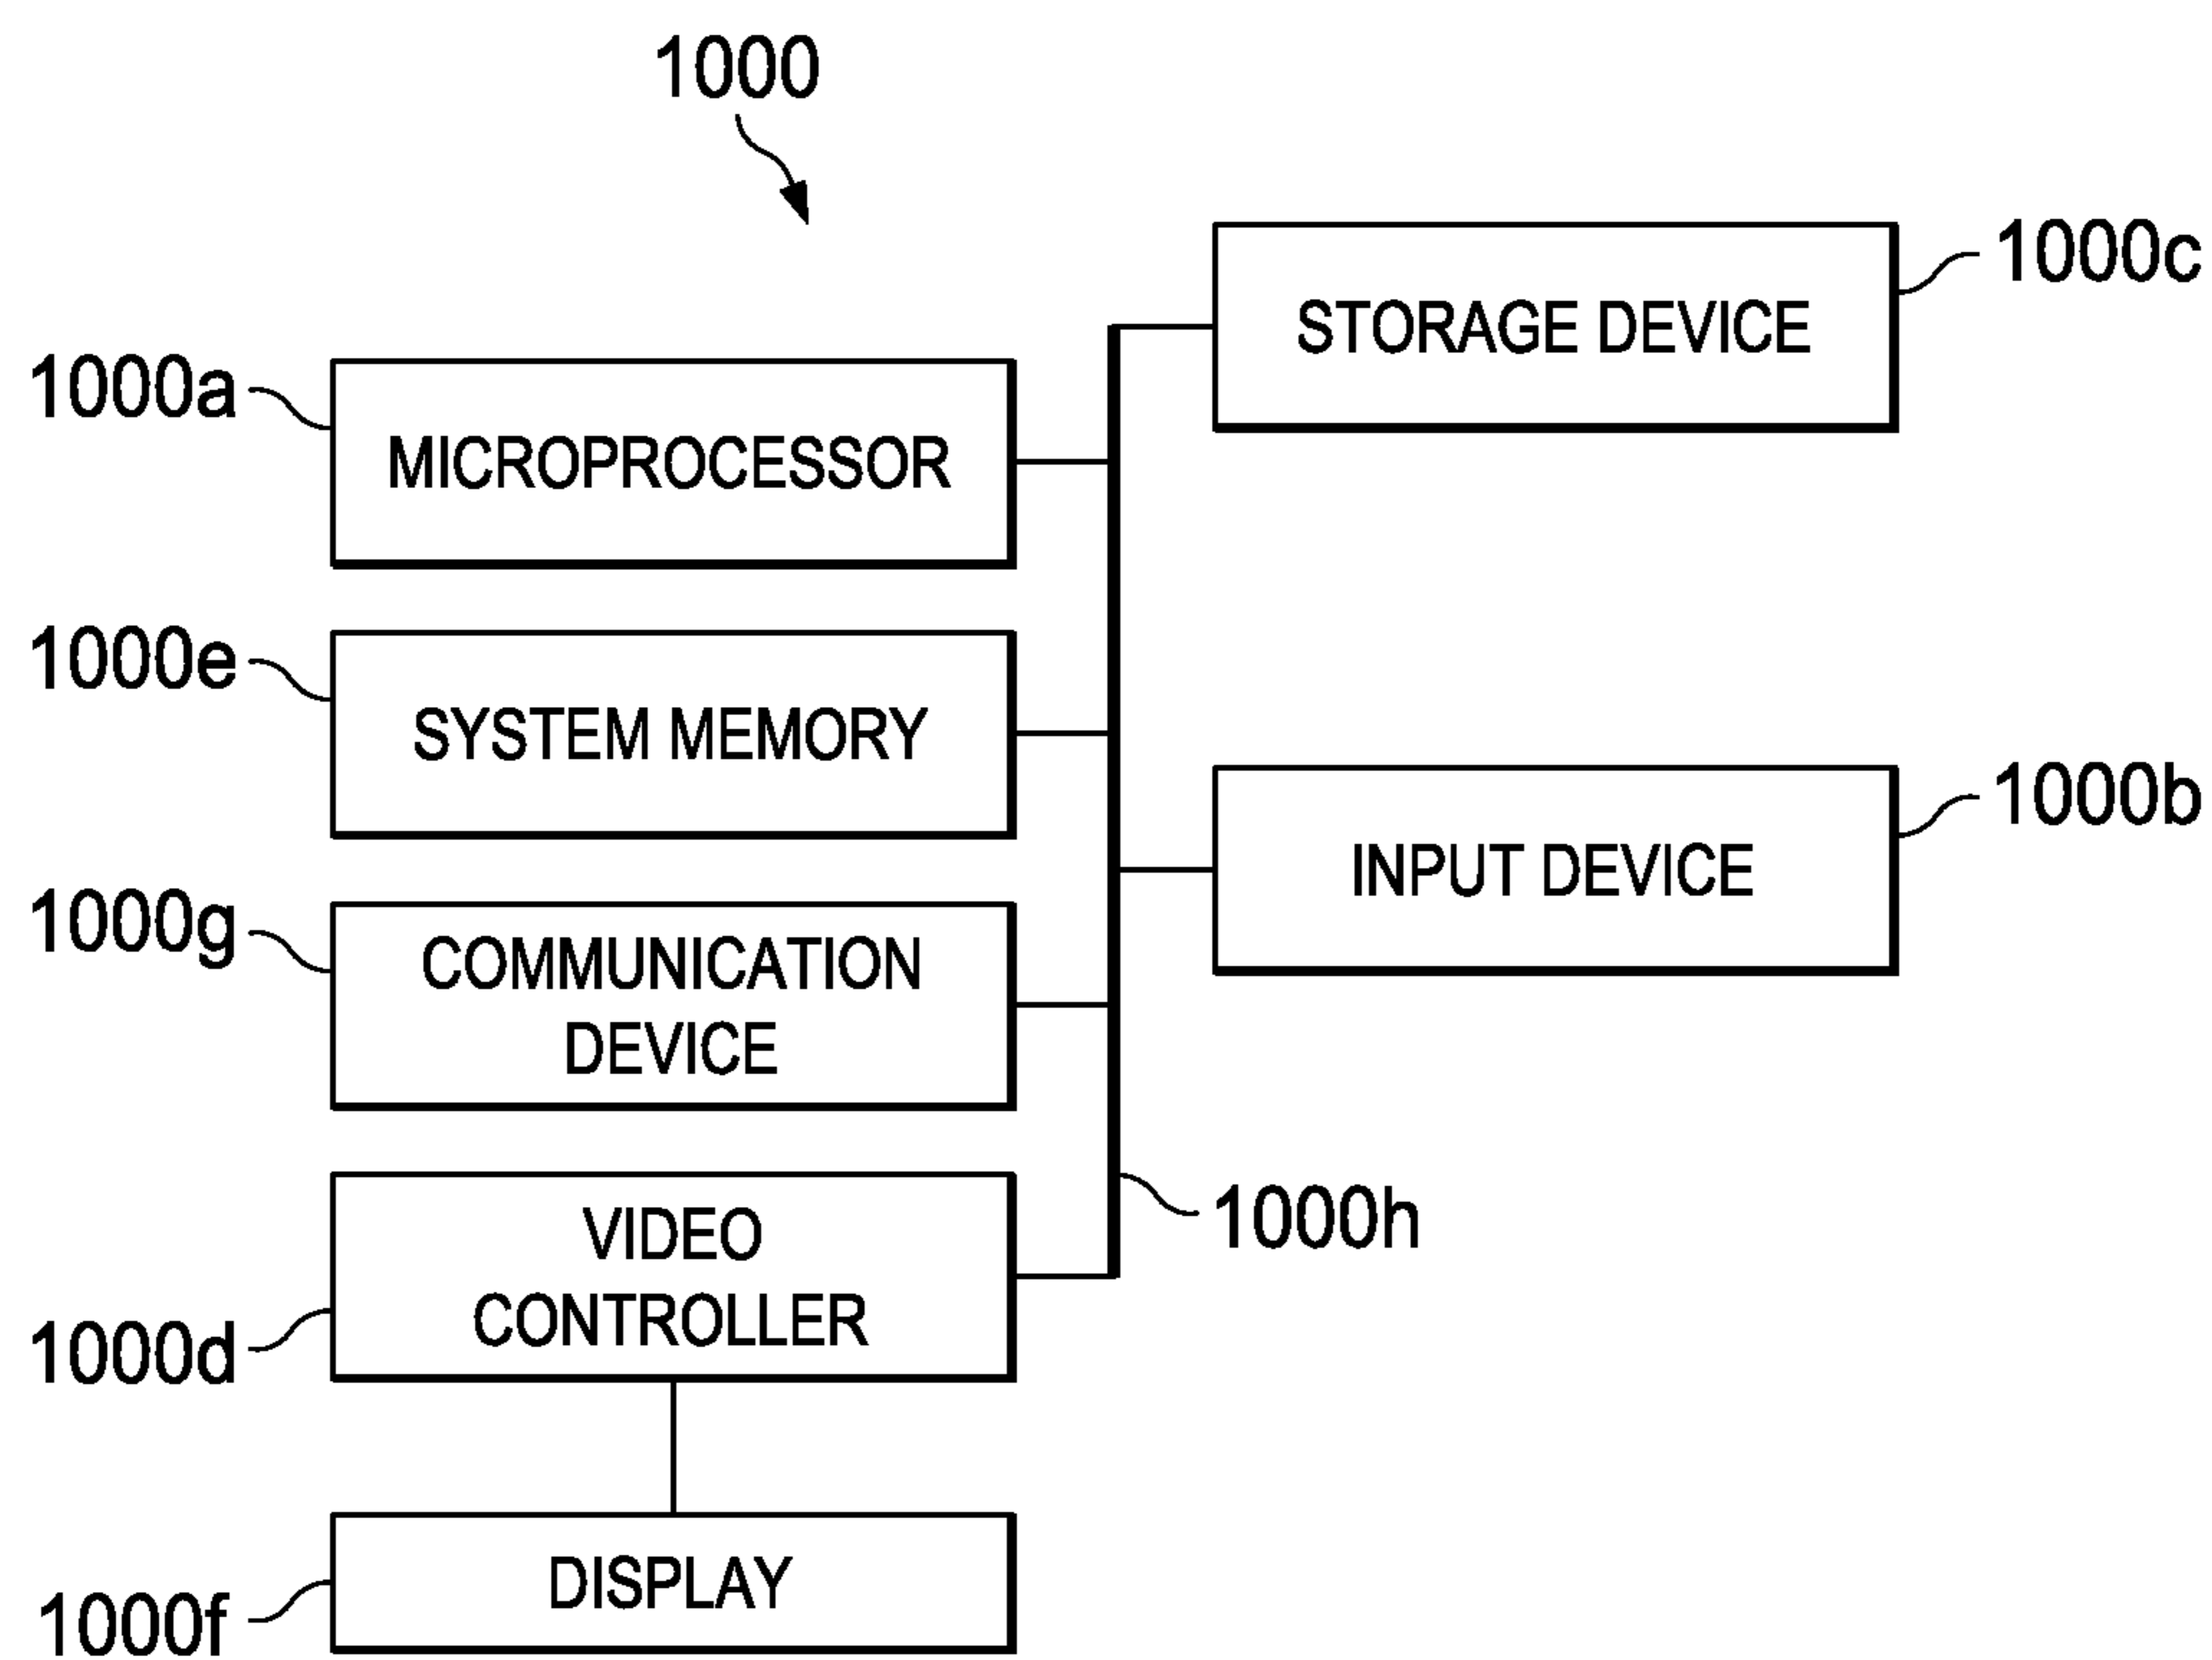 1000
STORAGE DEVICE
1000c
1000a
MICROPROCESSOR
1000e
SYSTEM MEMORY
INPUT DEVICE
1000b
1000g
COMMUNICATION
DEVICE
VIDEO
CONTROLLER
1000h
1000d
DISPLAY
1000f